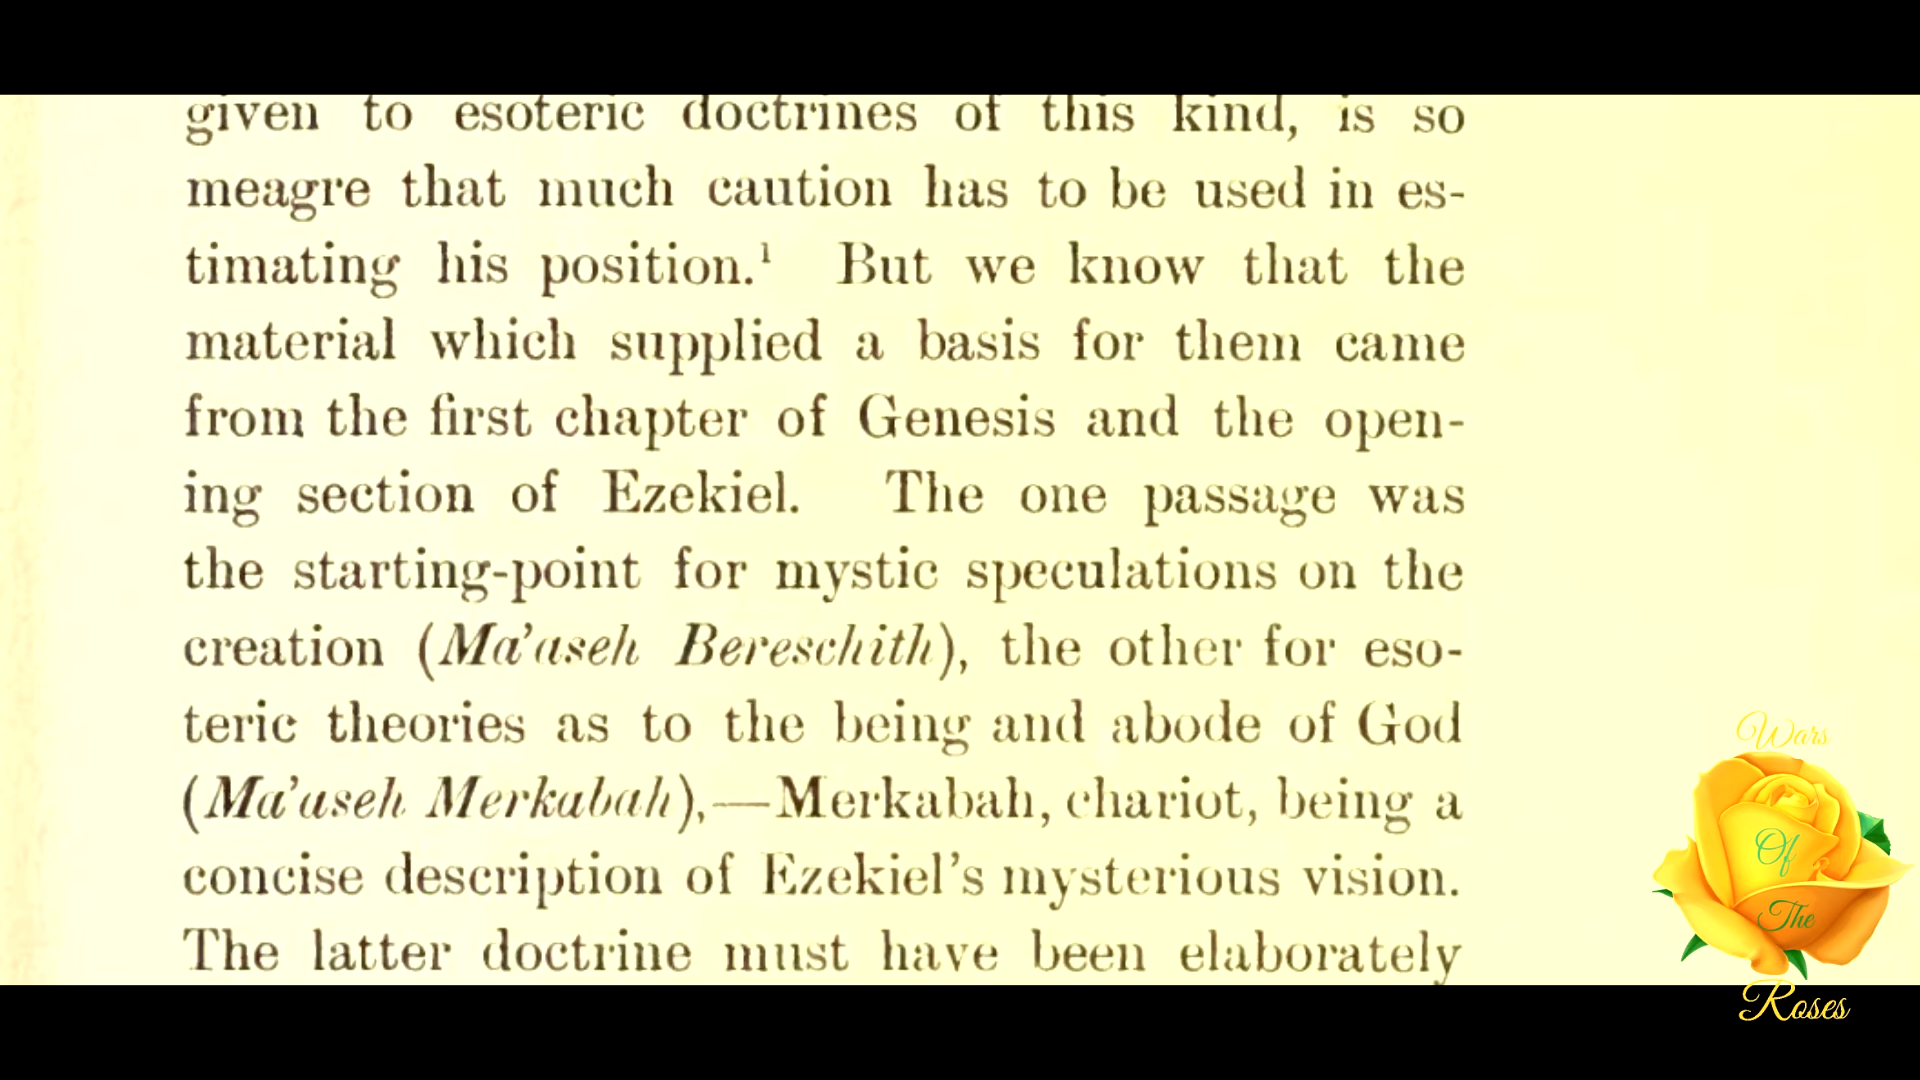 given to esoteric doctrines of this kind, is so
meagre that much caution has to be used in es-
timating his position.¹ But we know that the
material which supplied a basis for them came
from the first chapter of Genesis and the open-
ing section of Ezekiel. The one passage was
the starting-point for mystic speculations on the
creation (Ma’aseh Bereschith), the other for eso-
teric theories as to the being and abode of God
(Ma’aseh Merkabah),—Merkabah, chariot, being a
concise description of Ezekiel’s mysterious vision.
The latter doctrine must have been elaborately
Wars
Of
The
Roses